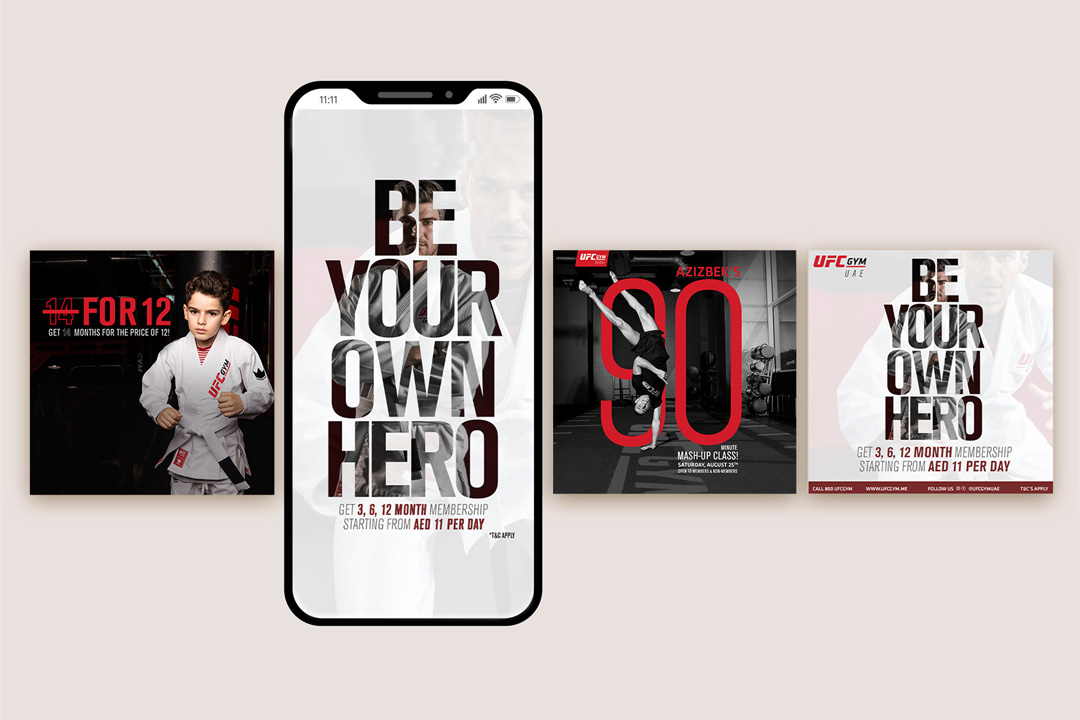 14 FOR 12
GET 14 MONTHS FOR THE PRICE OF 12!
UFC GYM
11:11
BE
YOUR
OWN
HERO
GET 3, 6, 12 MONTH MEMBERSHIP
STARTING FROM AED 11 PER DAY
*T&C APPLY
UFC GYM
AZIZBEK'S
90
MINUTE
MASH-UP CLASS!
SATURDAY, AUGUST 25TH
OPEN TO MEMBERS & NON-MEMBERS
UFC GYM
UAE
BE
YOUR
OWN
HERO
GET 3, 6, 12 MONTH MEMBERSHIP
STARTING FROM AED 11 PER DAY
CALL 800 UFCGYM WWW.UFCGYM.ME FOLLOW US @UFCGYMUAE T&C'S APPLY